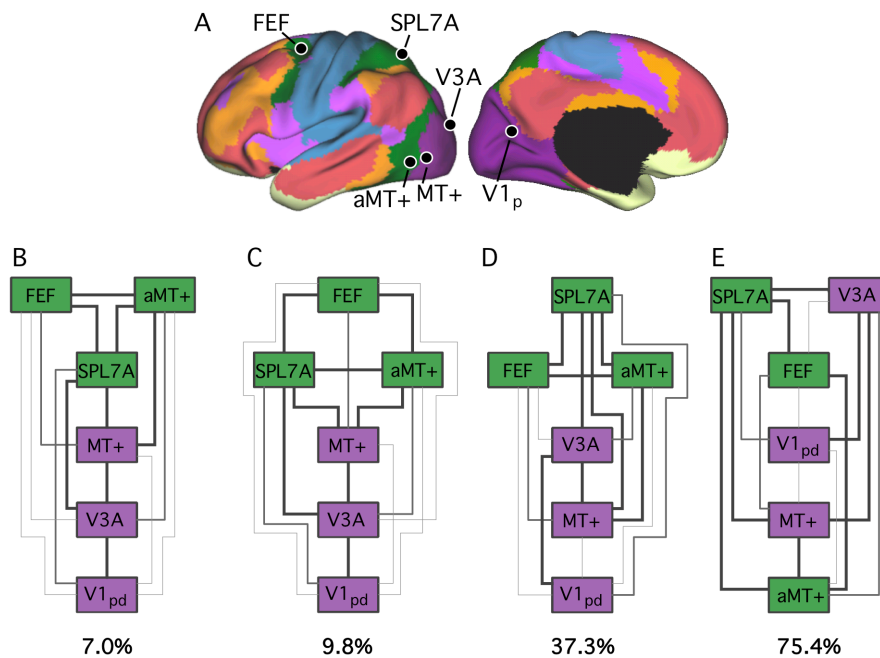 A
FEF
SPL7A
V3A
aMT+
MT+
V1p
B
FEF
aMT+
SPL7A
MT+
V3A
V1pd
7.0%
C
FEF
SPL7A
aMT+
MT+
V3A
V1pd
9.8%
D
SPL7A
FEF
aMT+
V3A
MT+
V1pd
37.3%
E
SPL7A
V3A
FEF
V1pd
MT+
aMT+
75.4%